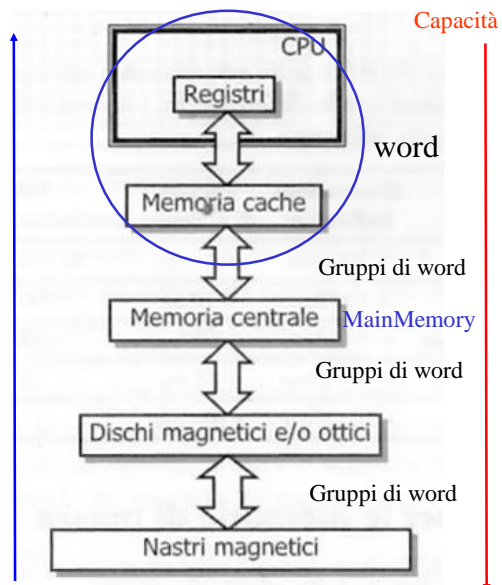 Capacità
CPU
Registri
word
Memoria cache
Gruppi di word
Memoria centrale
MainMemory
Gruppi di word
Dischi magnetici e/o ottici
Gruppi di word
Nastri magnetici